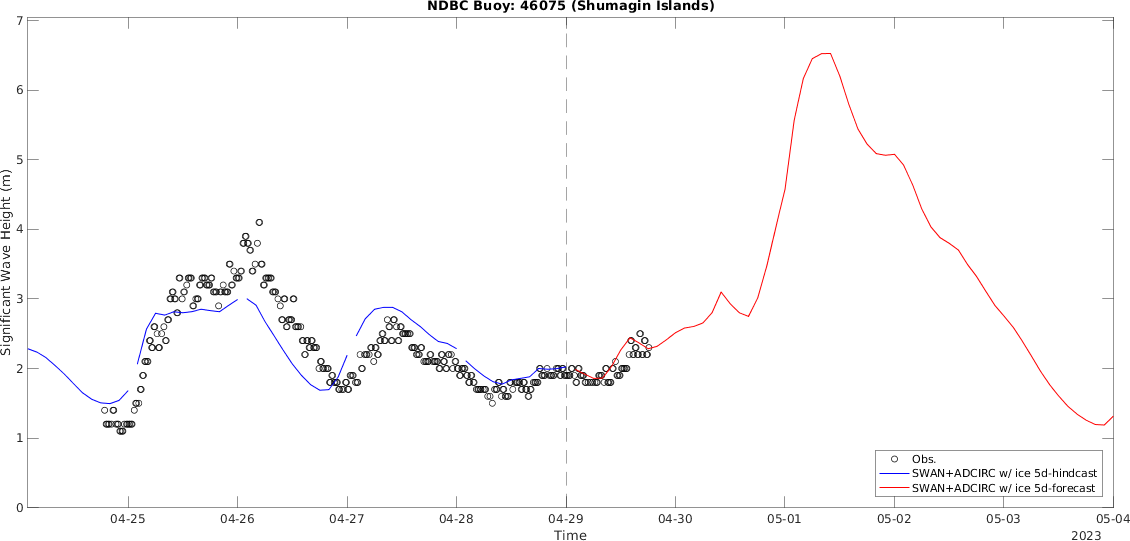 NDBC Buoy: 46075 (Shumagin Islands)
7
6
5
4
3
2
1
0
Significant Wave Height (m)
Obs.
SWAN+ADCIRC w/ ice 5d-hindcast
SWAN+ADCIRC w/ ice 5d-forecast
04-25 04-26 04-27 04-28 04-29 04-30 05-01 05-02 05-03 05-04
Time
2023